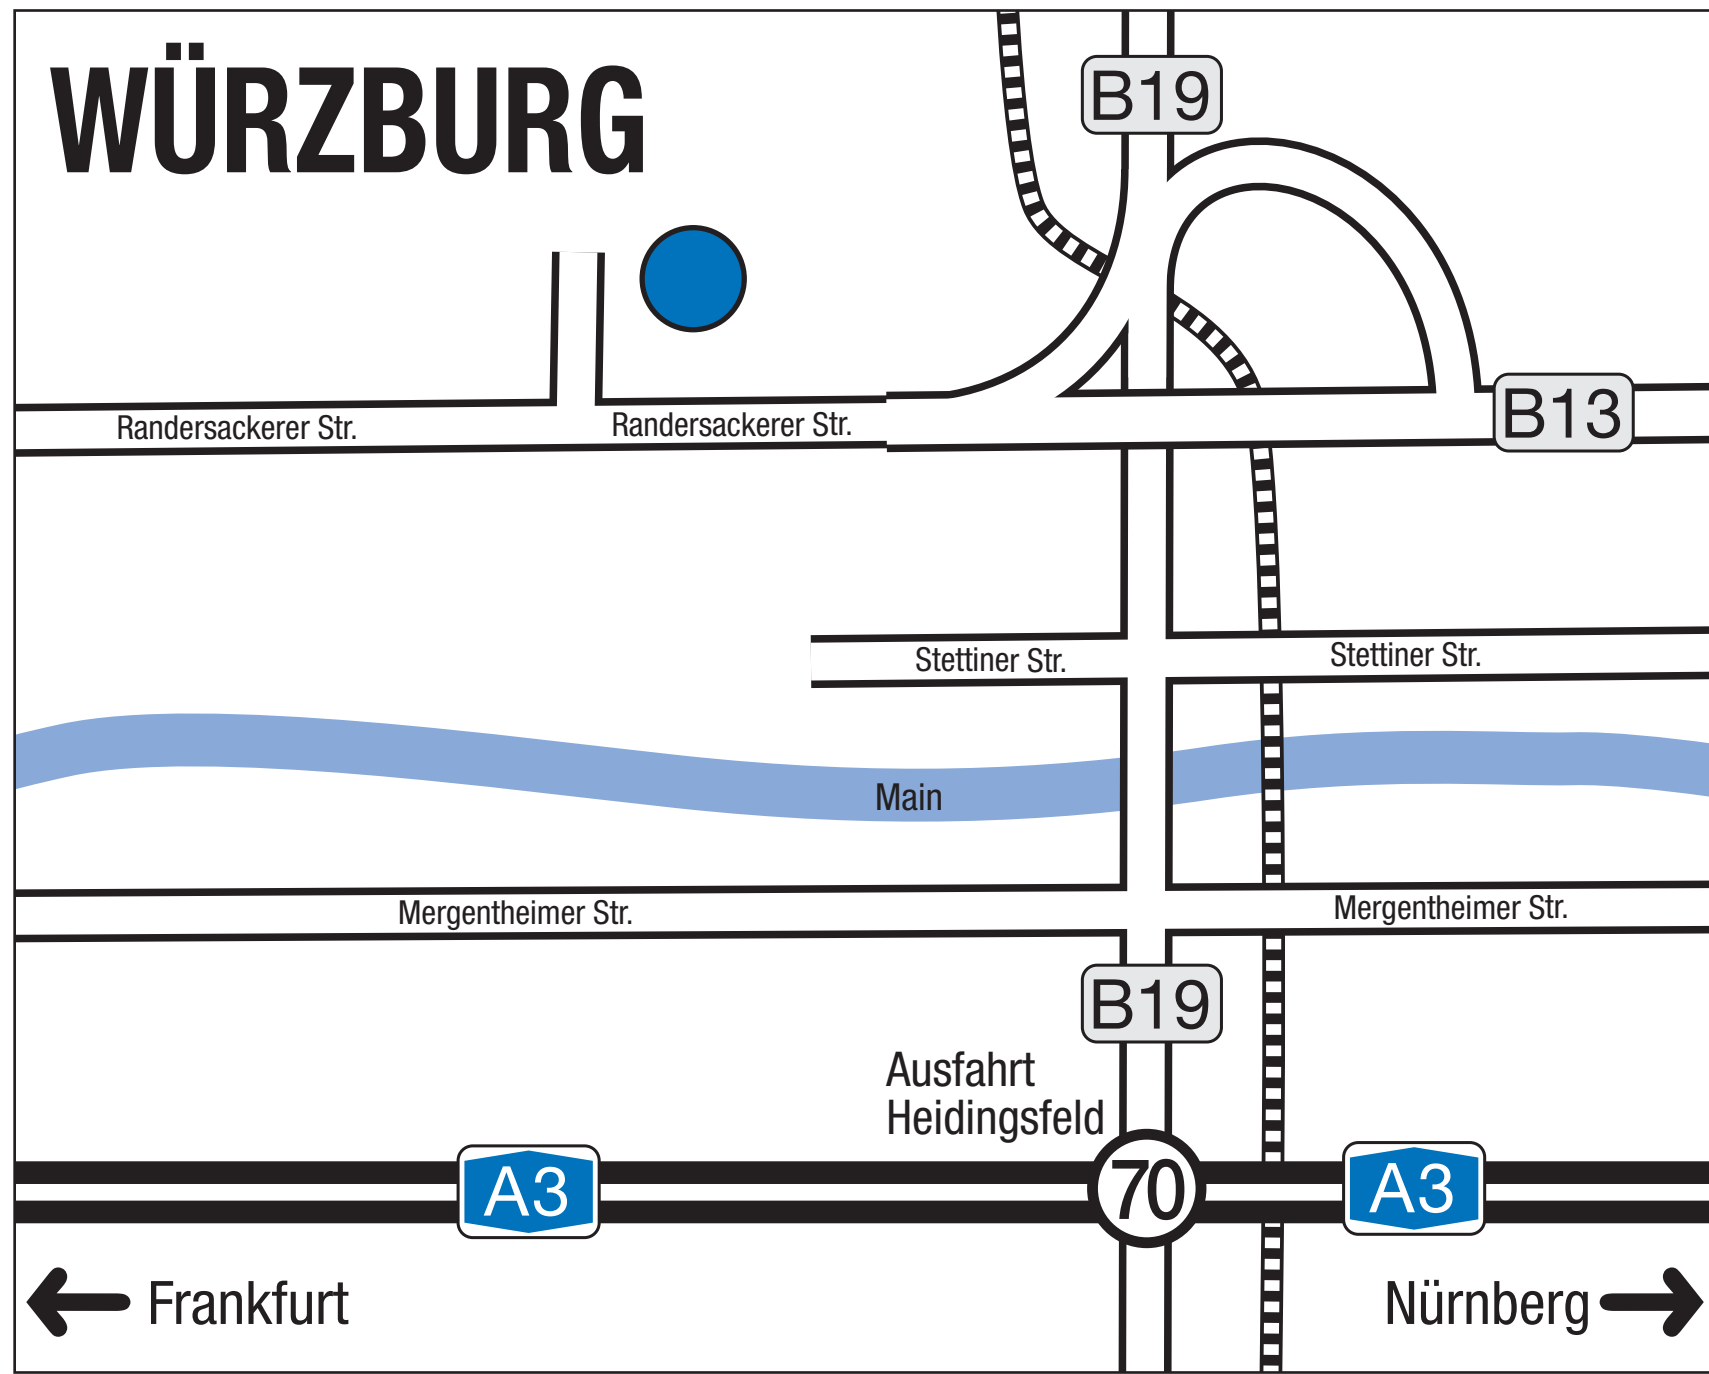 WÜRZBURG
B19
Randersackerer Str.
Randersackerer Str.
B13
Stettiner Str.
Stettiner Str.
Main
Mergentheimer Str.
Mergentheimer Str.
B19
Ausfahrt
Heidingsfeld
A3
70
A3
Frankfurt
Nürnberg